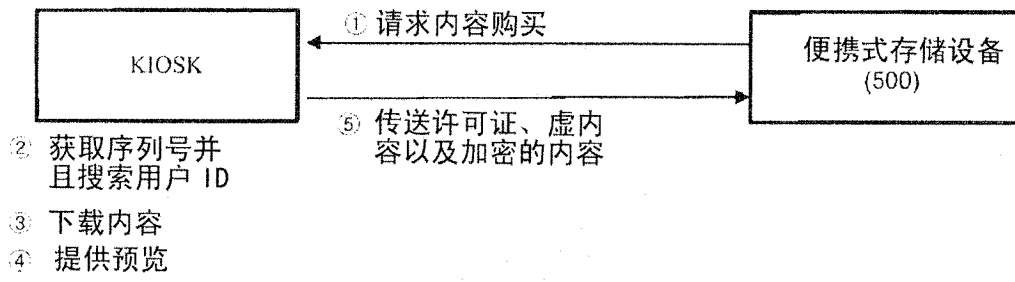 ① 请求内容购买
KIOSK
便携式存储设备
(500)
⑤ 传送许可证、虚内
容以及加密的内容
② 获取序列号并
且搜索用户 ID
③ 下载内容
④ 提供预览